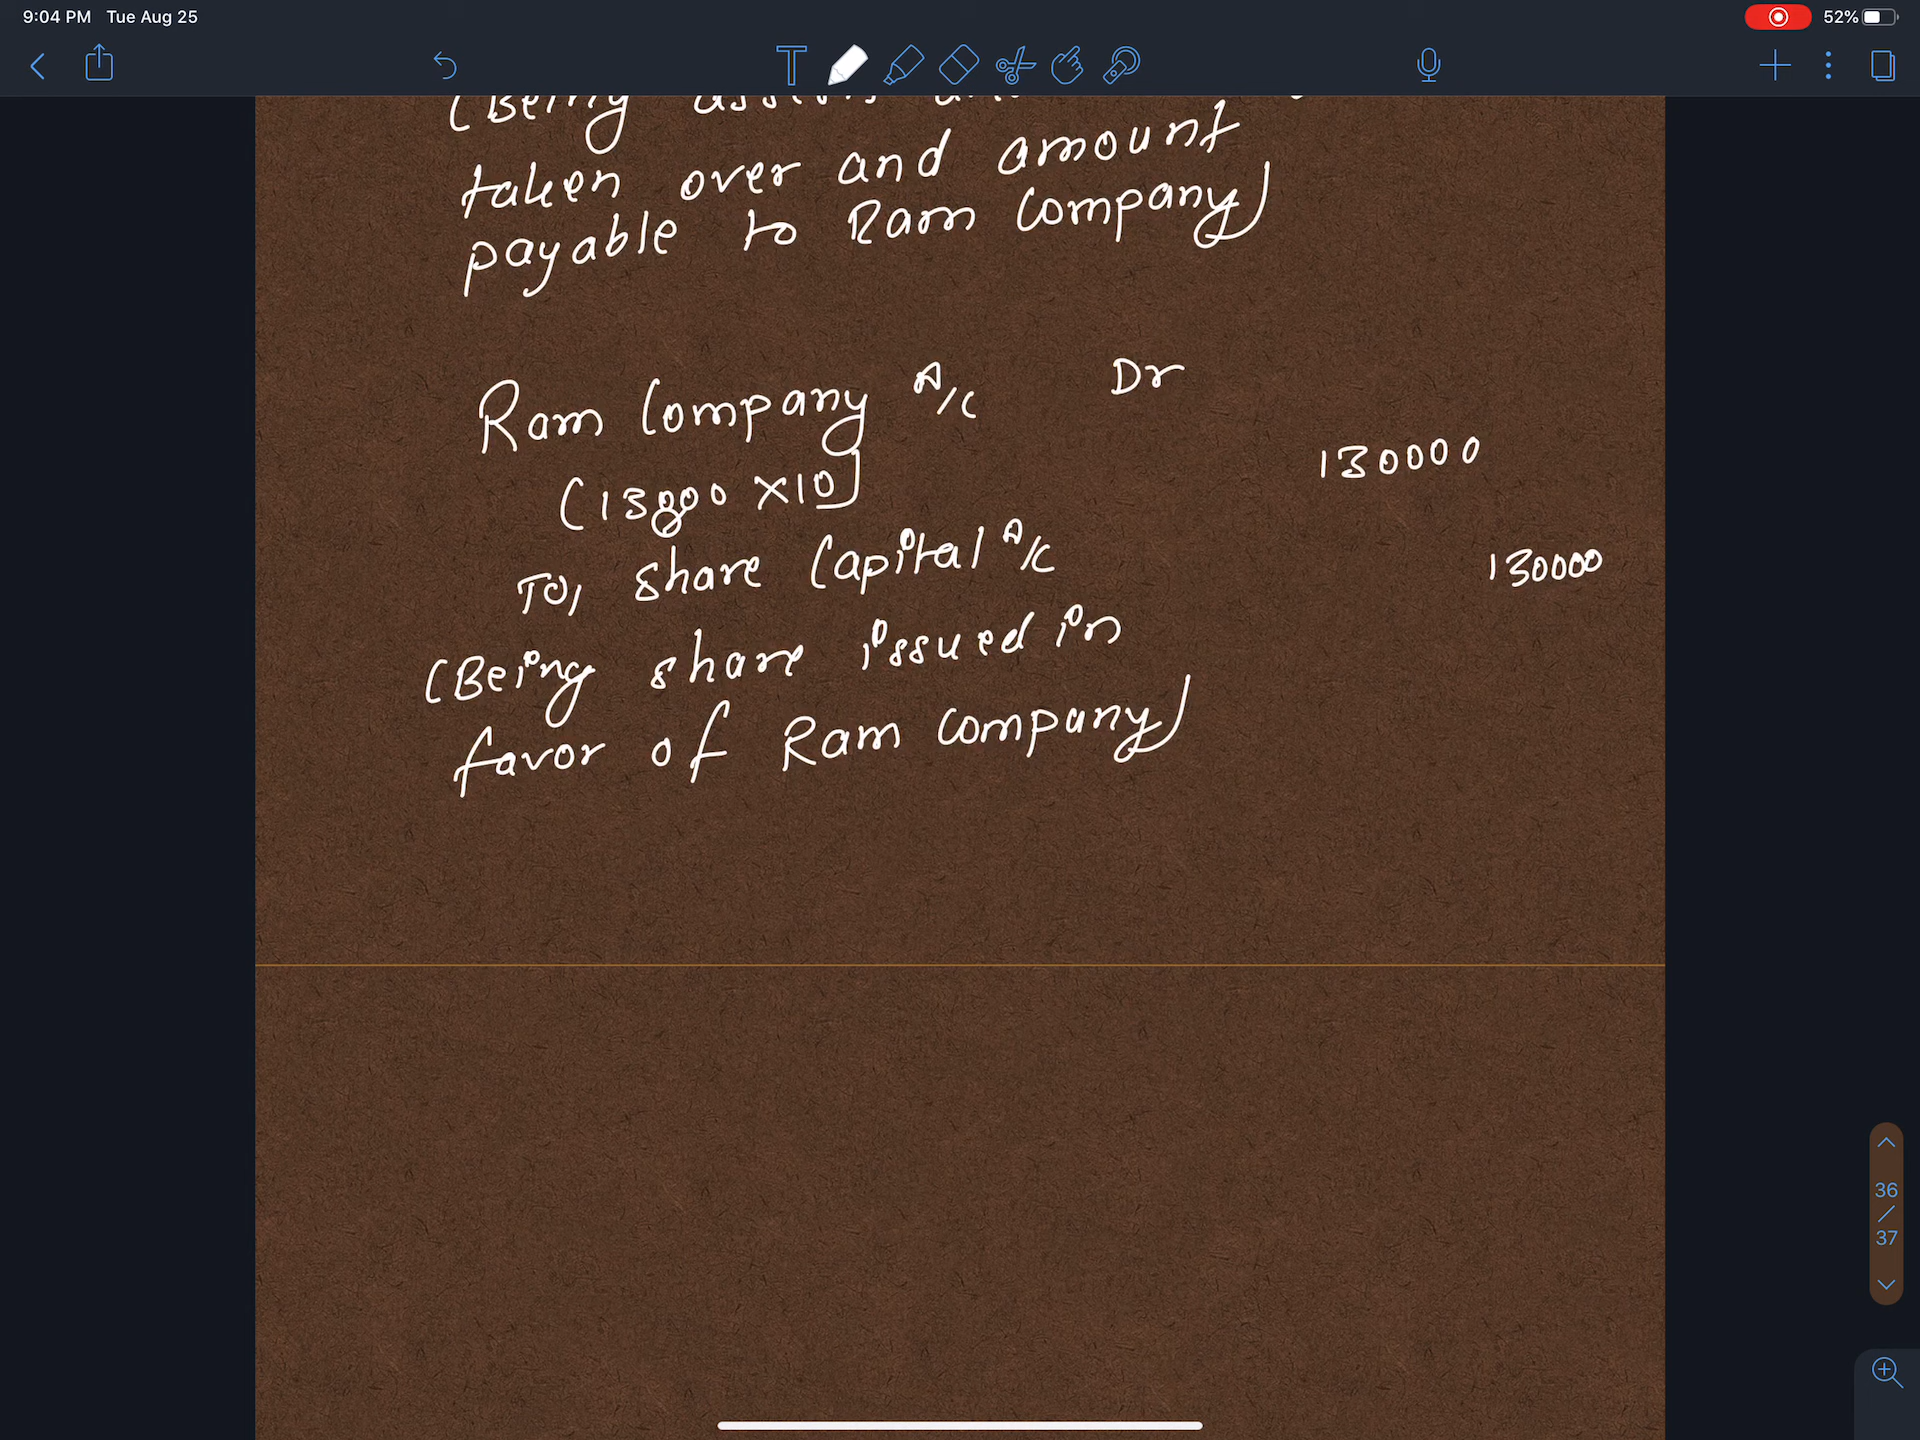 9:04 PM Tue Aug 25
52%
(Being
taken over and amount
payable to Ram Company)
Ram Company A/c Dr
130000
(13000 X10)
To, share Capital A/c
130000
(Being share issued in
favor of Ram company)
36
/
37